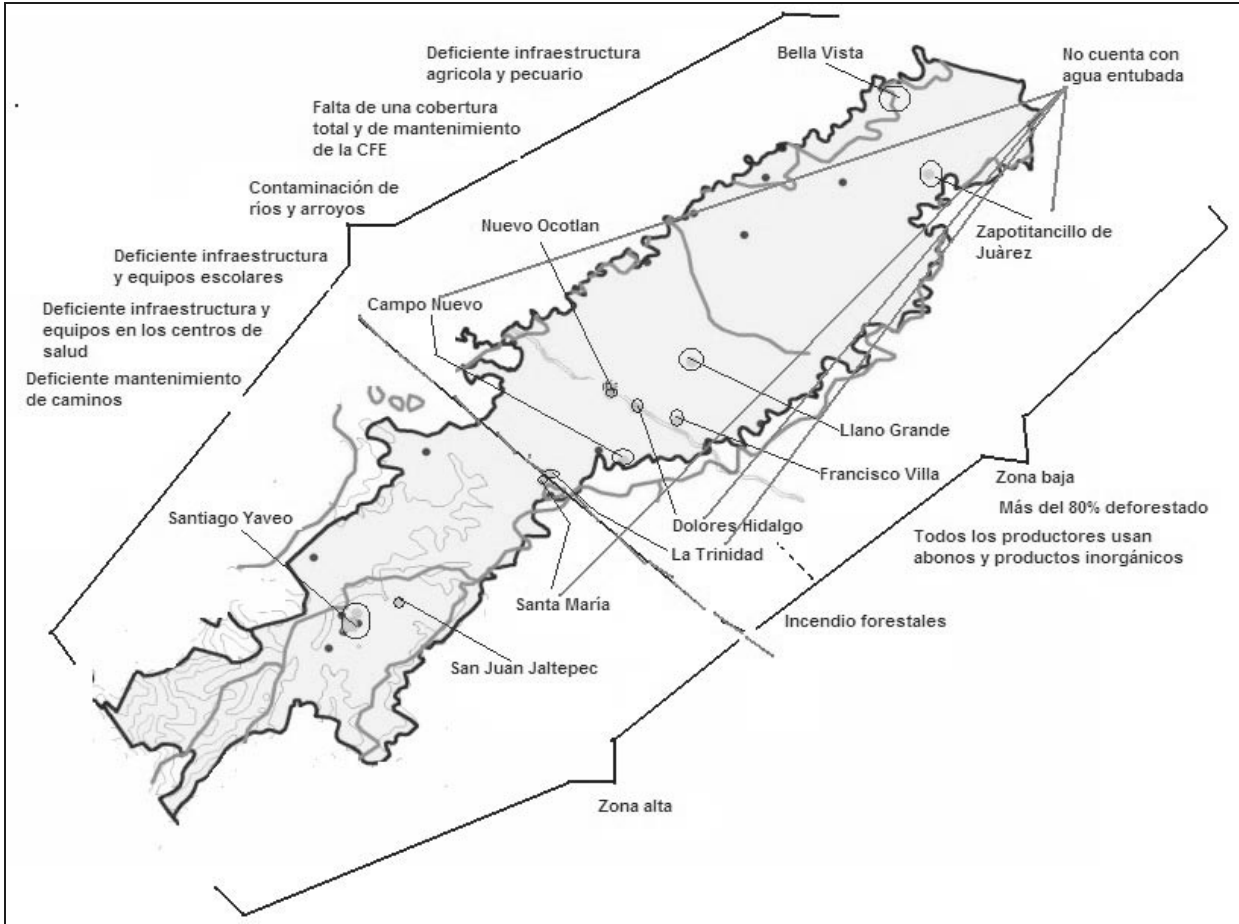 Deficiente infraestructura
agricola y pecuario
Bella Vista
No cuenta con
agua entubada
Falta de una cobertura
total y de mantenimiento
de la CFE
Contaminación de
ríos y arroyos
Nuevo Ocotlan
Zapotitancillo de
Juàrez
Deficiente infraestructura
y equipos escolares
Campo Nuevo
Deficiente infraestructura y
equipos en los centros de
salud
Deficiente mantenimiento
de caminos
Llano Grande
Francisco Villa
Zona baja
Más del 80% deforestado
Santiago Yaveo
Dolores Hidalgo
Todos los productores usan
abonos y productos inorgánicos
La Trinidad
Santa María
Incendio forestales
San Juan Jaltepec
Zona alta